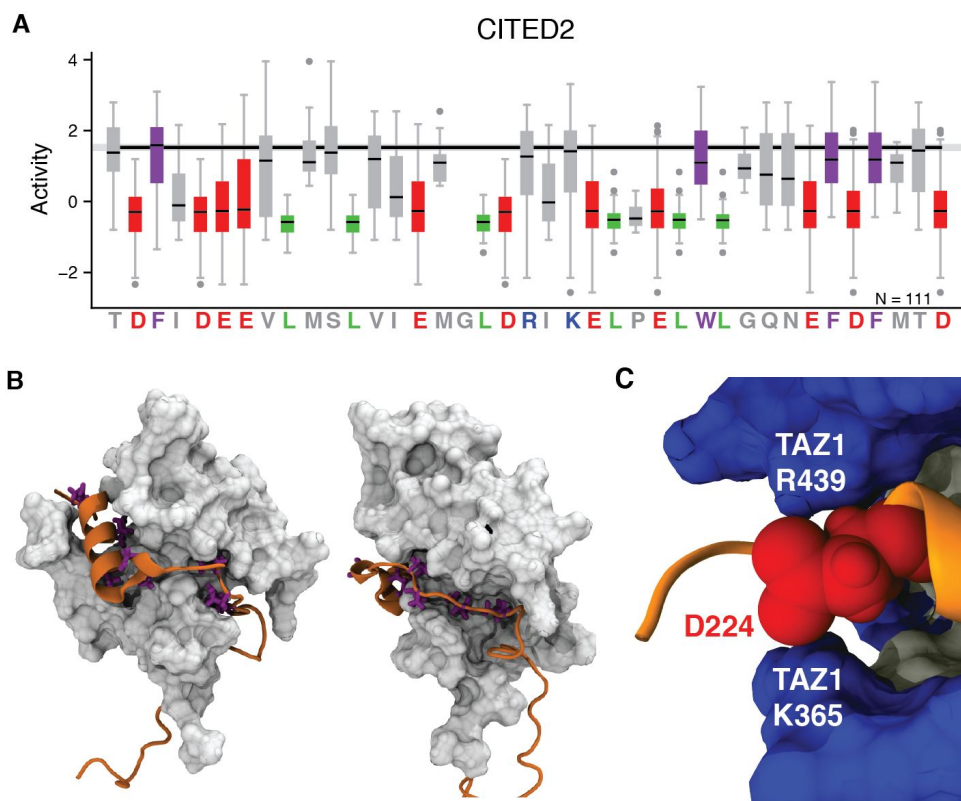 A
CITED2
Activity
4
2
0
−2
N = 111
T D F I D E E V L M S L V I E M G L D R I K E L P E L W L G Q N E F D F M T D
B
C
TAZ1
R439
D224
TAZ1
K365